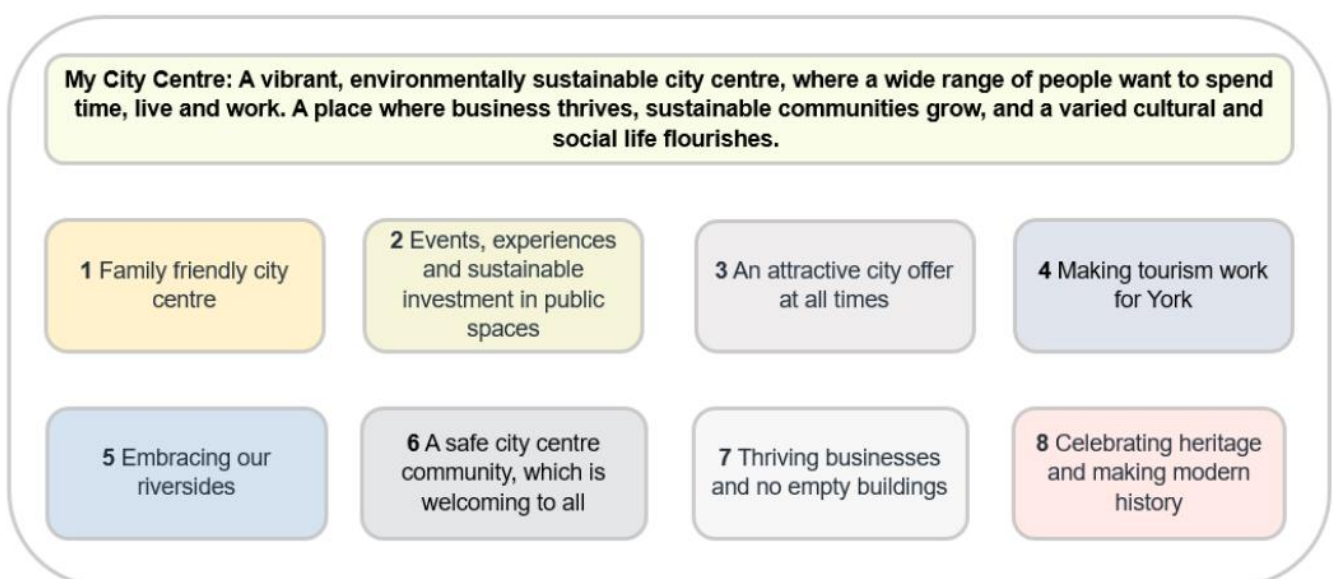 My City Centre: A vibrant, environmentally sustainable city centre, where a wide range of people want to spend
time, live and work. A place where business thrives, sustainable communities grow, and a varied cultural and
social life flourishes.
1 Family friendly city
centre
2 Events, experiences
and sustainable
investment in public
spaces
3 An attractive city offer
at all times
4 Making tourism work
for York
5 Embracing our
riversides
6 A safe city centre
community, which is
welcoming to all
7 Thriving businesses
and no empty buildings
8 Celebrating heritage
and making modern
history